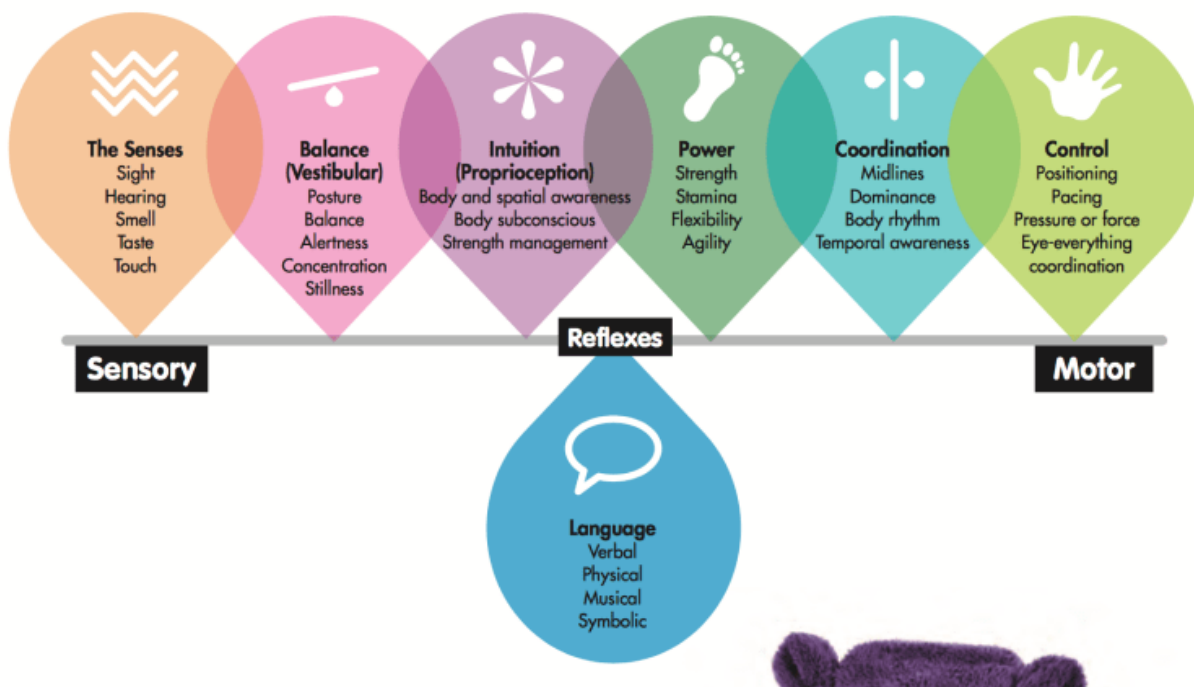 The Senses
Sight
Hearing
Smell
Taste
Touch
Balance
(Vestibular)
Posture
Balance
Alertness
Concentration
Stillness
Intuition
(Proprioception)
Body and spatial awareness
Body subconscious
Strength management
Power
Strength
Stamina
Flexibility
Agility
Coordination
Midlines
Dominance
Body rhythm
Temporal awareness
Control
Positioning
Pacing
Pressure or force
Eye-everything
coordination
Sensory
Reflexes
Motor
Language
Verbal
Physical
Musical
Symbolic